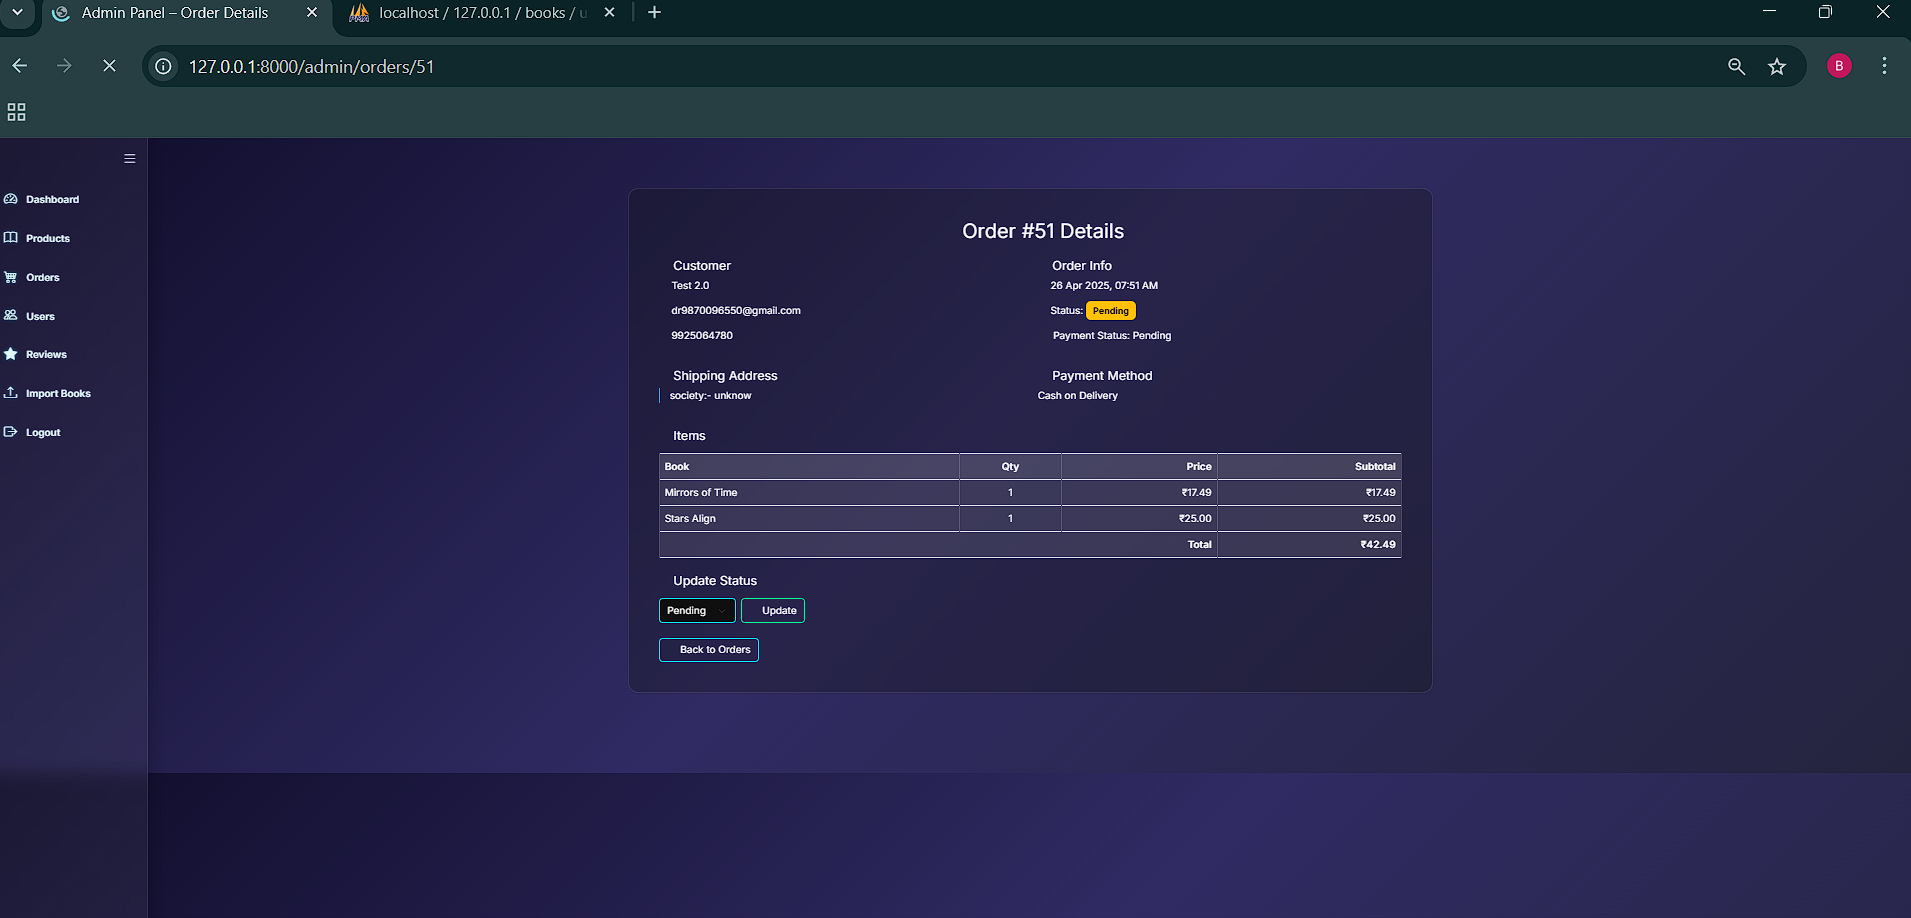 Admin Panel – Order Details
localhost / 127.0.0.1 / books / u
127.0.0.1:8000/admin/orders/51
B
Dashboard
Products
Orders
Users
Reviews
Import Books
Logout
Order #51 Details
Customer
Test 2.0
dr9870096550@gmail.com
9925064780
Order Info
26 Apr 2025, 07:51 AM
Status: Pending
Payment Status: Pending
Shipping Address
society:- unknow
Payment Method
Cash on Delivery
Items
Book Qty Price Subtotal
Mirrors of Time 1 ₹17.49 ₹17.49
Stars Align 1 ₹25.00 ₹25.00
Total ₹42.49
Update Status
Pending Update
Back to Orders